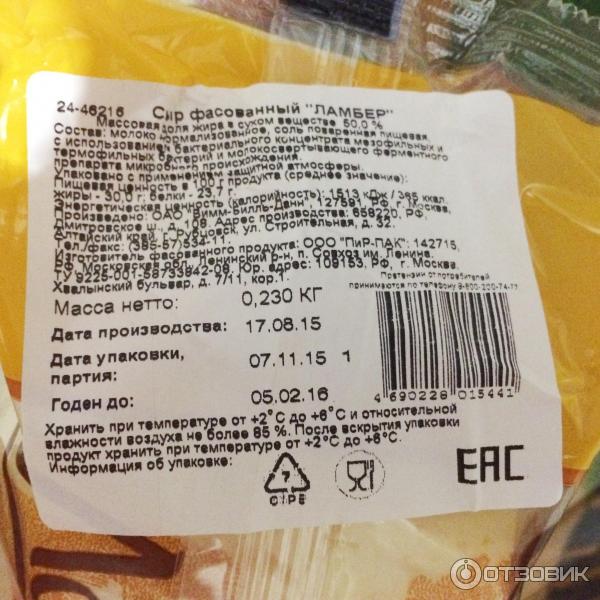 24-46216 Сыр фасованный "ЛАМБЕР"
Массовая доля жира в сухом веществе 50,0 %
Состав: молоко нормализованное, соль поваренная пищевая,
с использованием бактериального концентрата мезофильных и
термофильных бактерий и молокосвертывающего ферментного
препарата микробного происхождения.
Упаковано с применением защитной атмосферы.
Пищевая ценность в 100 г продукта (среднее значение):
жиры - 30,0 г; белки - 23,7 г.
Энергетическая ценность (калорийность): 1513 кДж / 365 ккал.
Произведено: ОАО "Вимм-Билль-Данн", 127591, РФ, г. Москва,
Дмитровское ш., д. 108. Адрес производства: 658220, РФ,
Алтайский край, г. Рубцовск, ул. Строительная, д. 32.
Тел./факс: (385-57)534-11.
Изготовитель фасованного продукта: ООО "ПиР-ПАК": 142715,
РФ, Московская обл., Ленинский р-н, п. Совхоз им. Ленина.
ТУ 9225-001-58733842-08. Юр. адрес: 109153, РФ, г. Москва,
Хвалынский бульвар, д. 7/11, кор.1.
Претензии от потребителей
принимаются по телефону 8-800-200-74-77
Масса нетто: 0,230 КГ
Дата производства: 17.08.15
Дата упаковки, 07.11.15 1
партия:
Годен до: 05.02.16
4 690228 015441
Хранить при температуре от +2°С до +6°С и относительной
влажности воздуха не более 85 %. После вскрытия упаковки
продукт хранить при температуре от +2°С до +6°С.
Информация об упаковке:
7
EAC
ОТЗОВИК